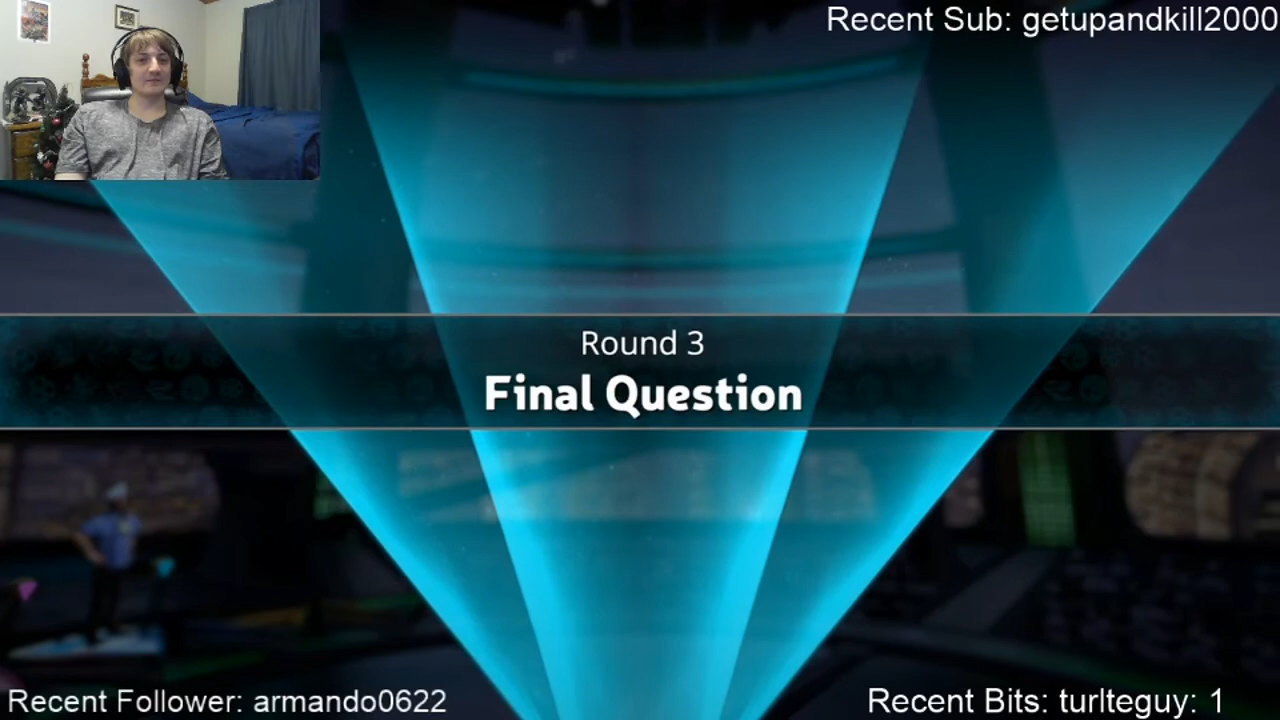 Recent Sub: getupandkill2000
Round 3
Final Question
Recent Follower: armando0622
Recent Bits: turlteguy: 1